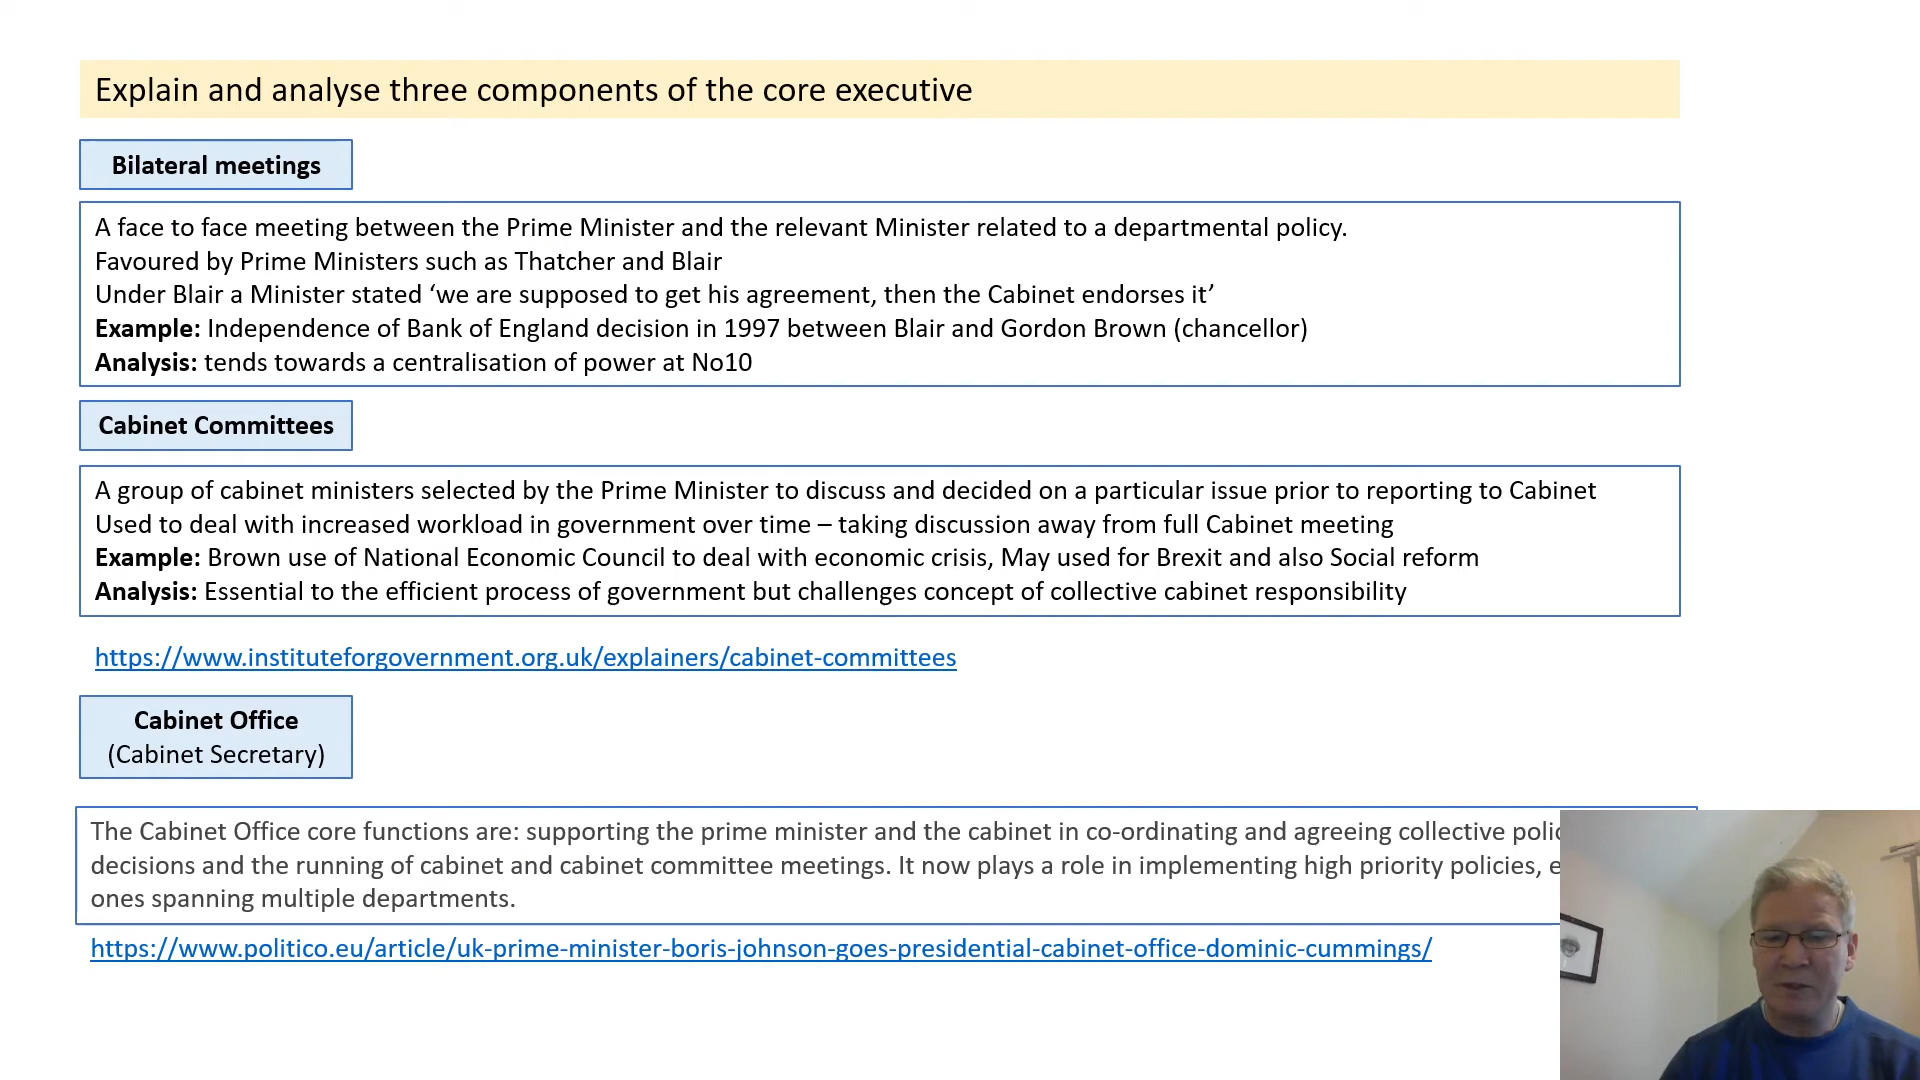 Explain and analyse three components of the core executive
Bilateral meetings
A face to face meeting between the Prime Minister and the relevant Minister related to a departmental policy.
Favoured by Prime Ministers such as Thatcher and Blair
Under Blair a Minister stated ‘we are supposed to get his agreement, then the Cabinet endorses it’
Example: Independence of Bank of England decision in 1997 between Blair and Gordon Brown (chancellor)
Analysis: tends towards a centralisation of power at No10
Cabinet Committees
A group of cabinet ministers selected by the Prime Minister to discuss and decided on a particular issue prior to reporting to Cabinet
Used to deal with increased workload in government over time – taking discussion away from full Cabinet meeting
Example: Brown use of National Economic Council to deal with economic crisis, May used for Brexit and also Social reform
Analysis: Essential to the efficient process of government but challenges concept of collective cabinet responsibility
https://www.instituteforgovernment.org.uk/explainers/cabinet-committees
Cabinet Office
(Cabinet Secretary)
The Cabinet Office core functions are: supporting the prime minister and the cabinet in co-ordinating and agreeing collective
decisions and the running of cabinet and cabinet committee meetings. It now plays a role in implementing high priority policies,
ones spanning multiple departments.
https://www.politico.eu/article/uk-prime-minister-boris-johnson-goes-presidential-cabinet-office-dominic-cummings/